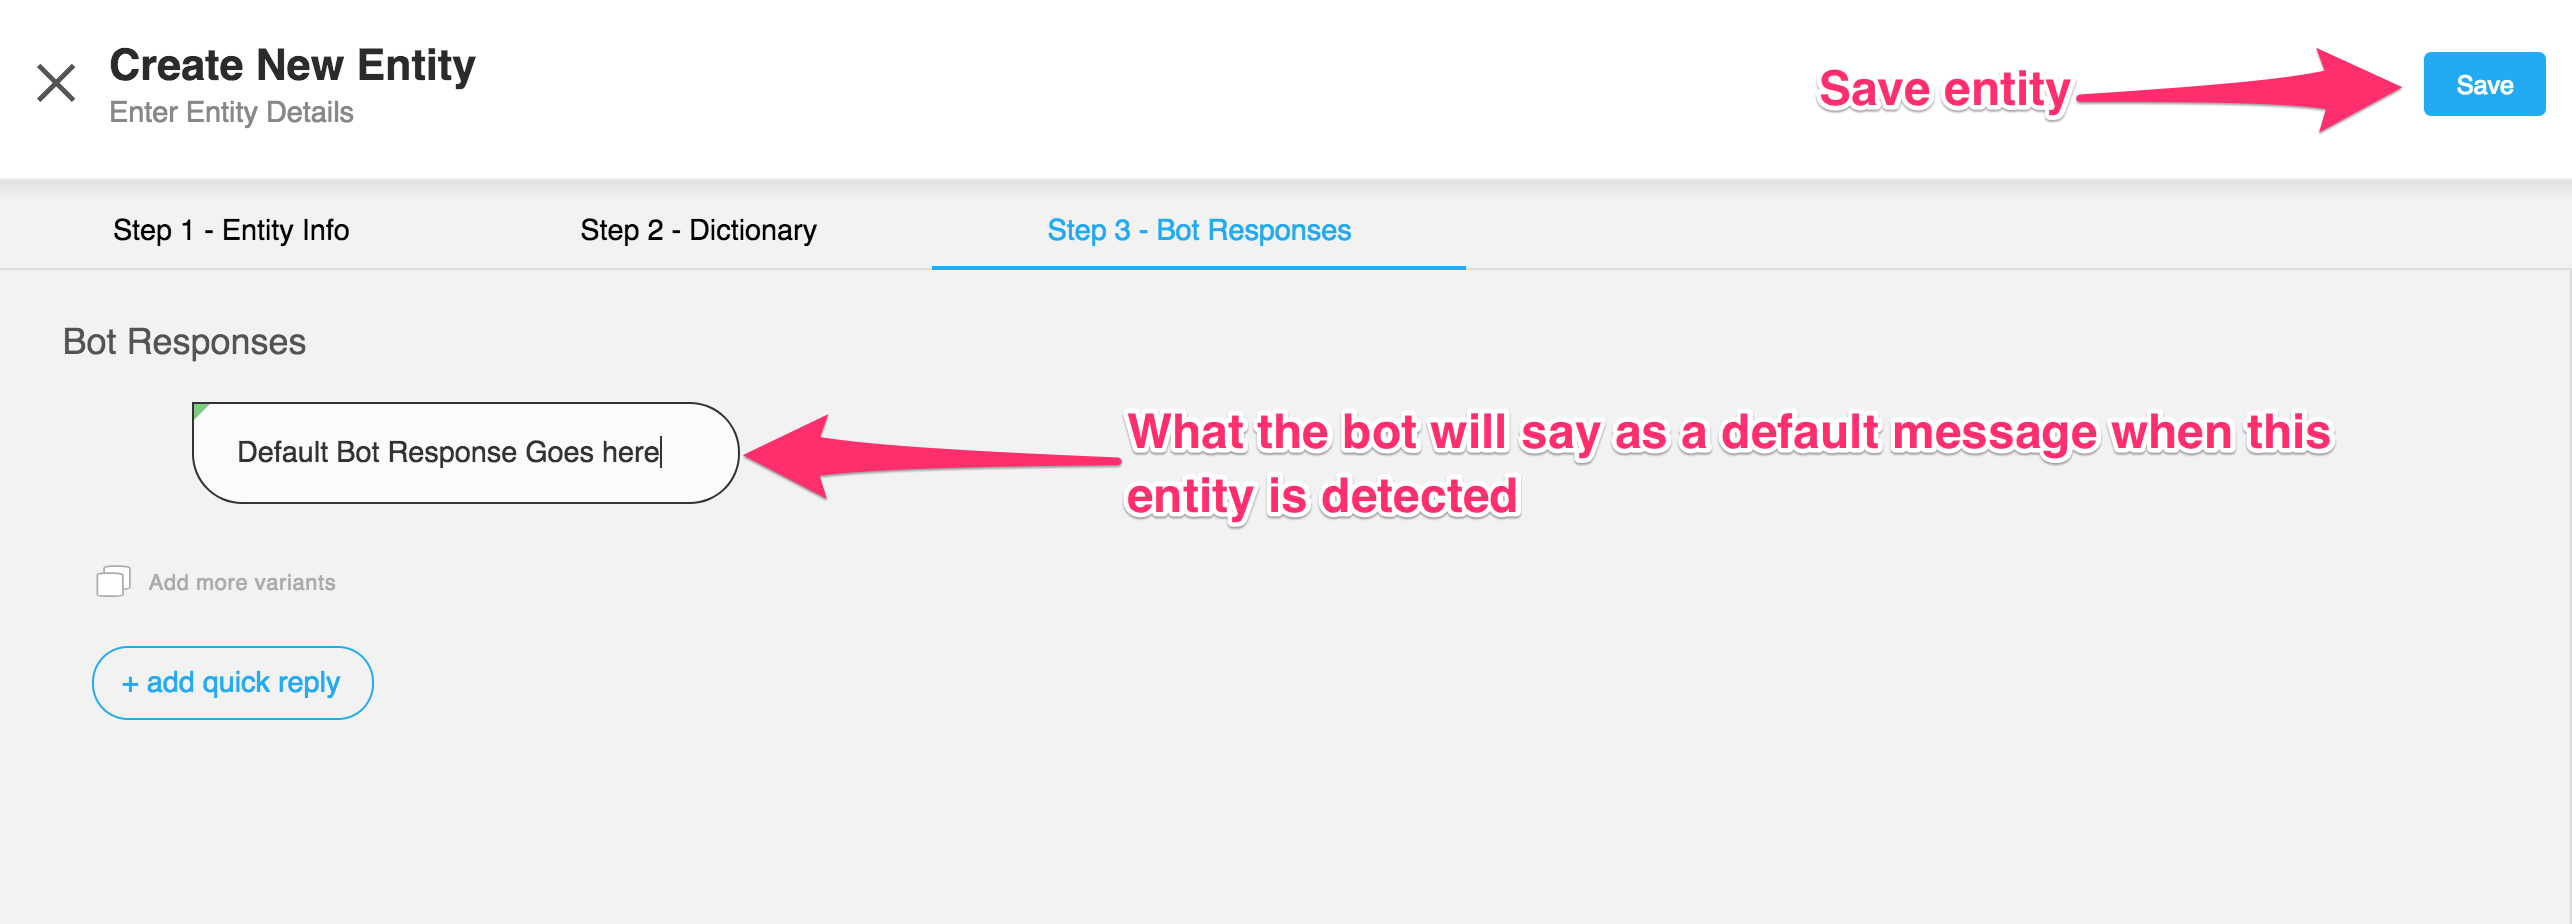 Create New Entity
Enter Entity Details
Save entity
Save
Step 1 - Entity Info
Step 2 - Dictionary
Step 3 - Bot Responses
Bot Responses
Default Bot Response Goes here
What the bot will say as a default message when this
entity is detected
Add more variants
+ add quick reply